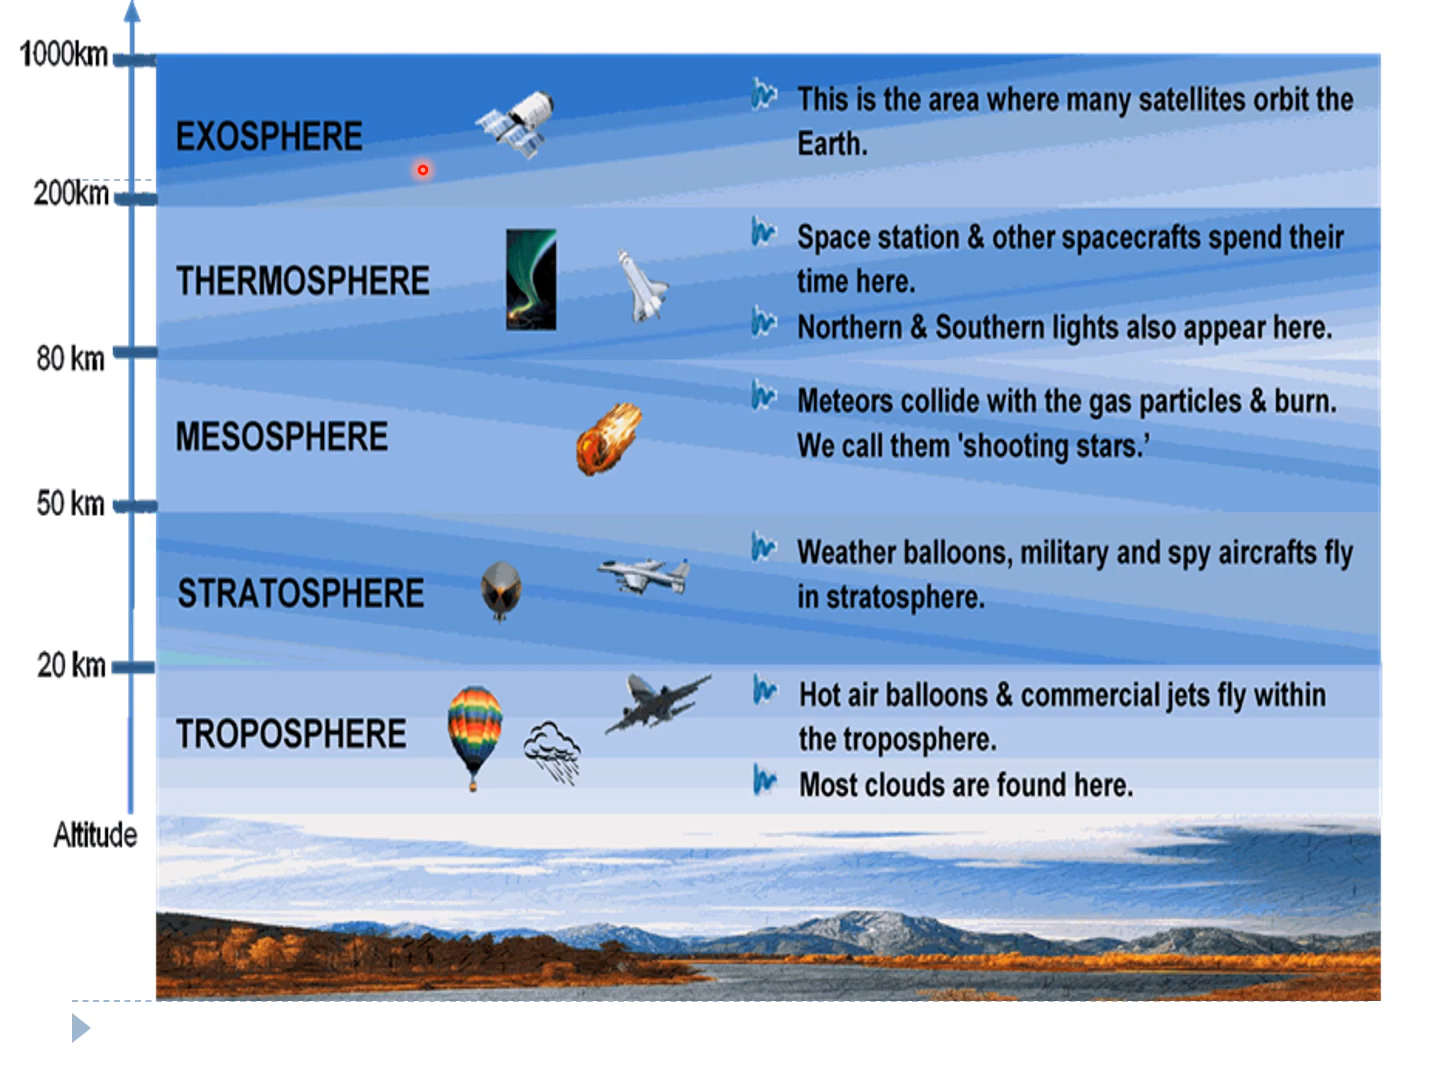 1000km
EXOSPHERE
This is the area where many satellites orbit the
Earth.
200km
THERMOSPHERE
Space station & other spacecrafts spend their
time here.
Northern & Southern lights also appear here.
80 km
MESOSPHERE
Meteors collide with the gas particles & burn.
We call them 'shooting stars.’
50 km
STRATOSPHERE
Weather balloons, military and spy aircrafts fly
in stratosphere.
20 km
TROPOSPHERE
Hot air balloons & commercial jets fly within
the troposphere.
Most clouds are found here.
Altitude